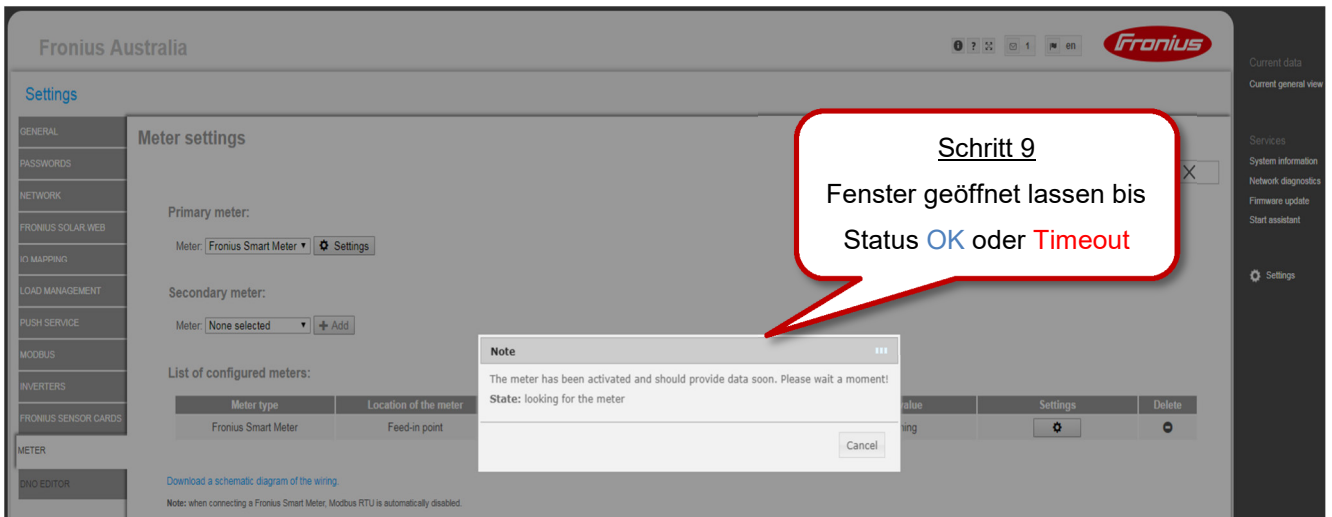 Fronius Australia
1
en
Fronius
Settings
GENERAL
PASSWORDS
NETWORK
FRONIUS SOLAR.WEB
IO MAPPING
LOAD MANAGEMENT
PUSH SERVICE
MODBUS
INVERTERS
FRONIUS SENSOR CARDS
METER
DNO EDITOR
Meter settings
Primary meter:
Meter: Fronius Smart Meter Settings
Secondary meter:
Meter: None selected + Add
List of configured meters:
Meter type Location of the meter Settings Delete
Fronius Smart Meter Feed-in point
Download a schematic diagram of the wiring.
Note: when connecting a Fronius Smart Meter, Modbus RTU is automatically disabled.
Note
The meter has been activated and should provide data soon. Please wait a moment!
State: looking for the meter
Cancel
Schritt 9
Fenster geöffnet lassen bis
Status OK oder Timeout
Current data
Current general view
Services
System information
Network diagnostics
Firmware update
Start assistant
Settings